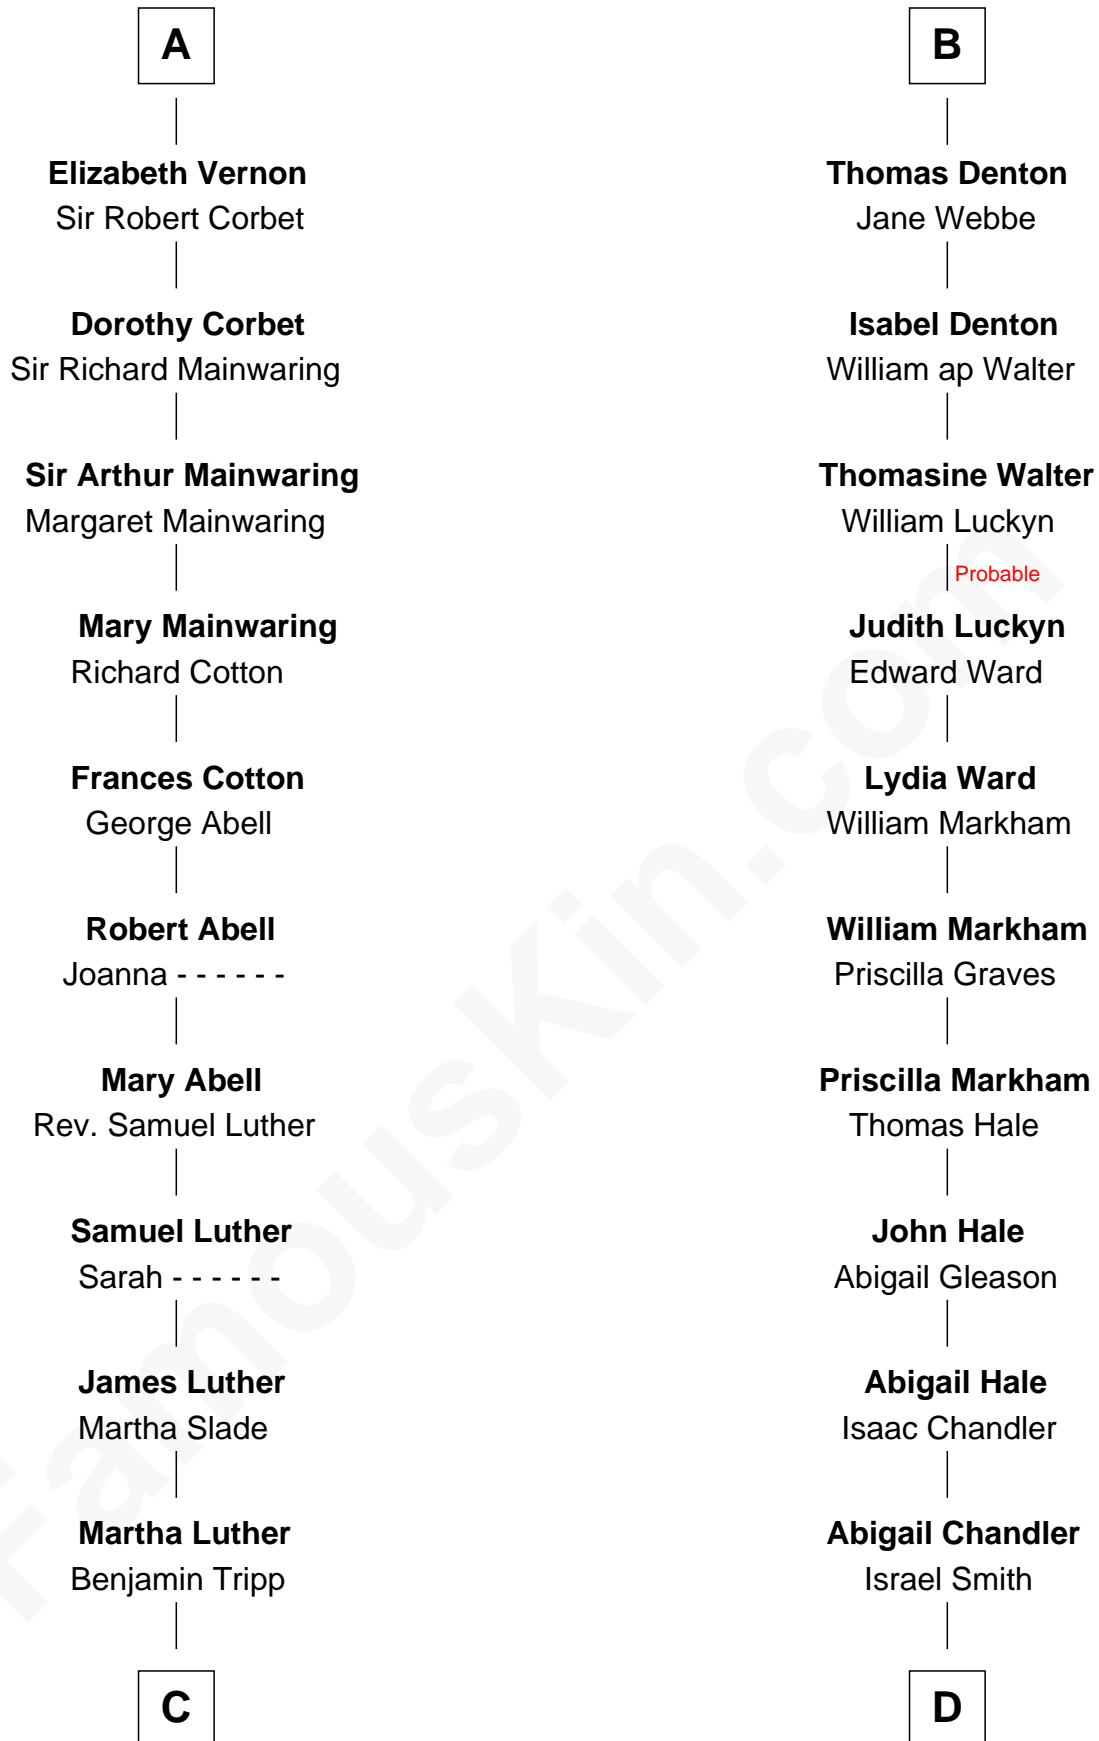 A
Elizabeth Vernon
Sir Robert Corbet
Dorothy Corbet
Sir Richard Mainwaring
Sir Arthur Mainwaring
Margaret Mainwaring
Mary Mainwaring
Richard Cotton
Frances Cotton
George Abell
Robert Abell
Joanna - - - - - -
Mary Abell
Rev. Samuel Luther
Samuel Luther
Sarah - - - - - -
James Luther
Martha Slade
Martha Luther
Benjamin Tripp
C
B
Thomas Denton
Jane Webbe
Isabel Denton
William ap Walter
Thomasine Walter
William Luckyn
Probable
Judith Luckyn
Edward Ward
Lydia Ward
William Markham
William Markham
Priscilla Graves
Priscilla Markham
Thomas Hale
John Hale
Abigail Gleason
Abigail Hale
Isaac Chandler
Abigail Chandler
Israel Smith
D
FamousKin.com